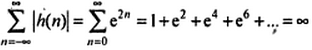 ∑_{n=-∞}^{∞} |h(n)| = ∑_{n=0}^{∞} e^{2n} = 1 + e^2 + e^4 + e^6 + ..., = ∞